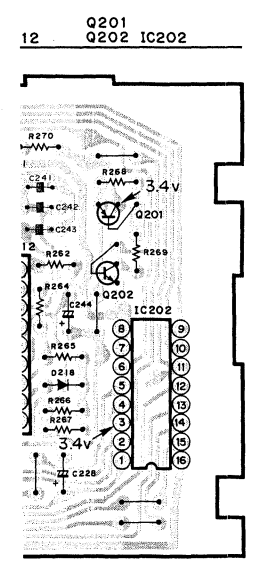 Q201
12 Q202 IC202
R270
R268
C241
3.4v
C242
Q201
C243
12
R262
R269
R264
C244
Q202
IC202
8 9
7 10
R265
6 11
D218
5 12
R266
4 13
R267
3 14
3.4v
2 15
1 16
C228